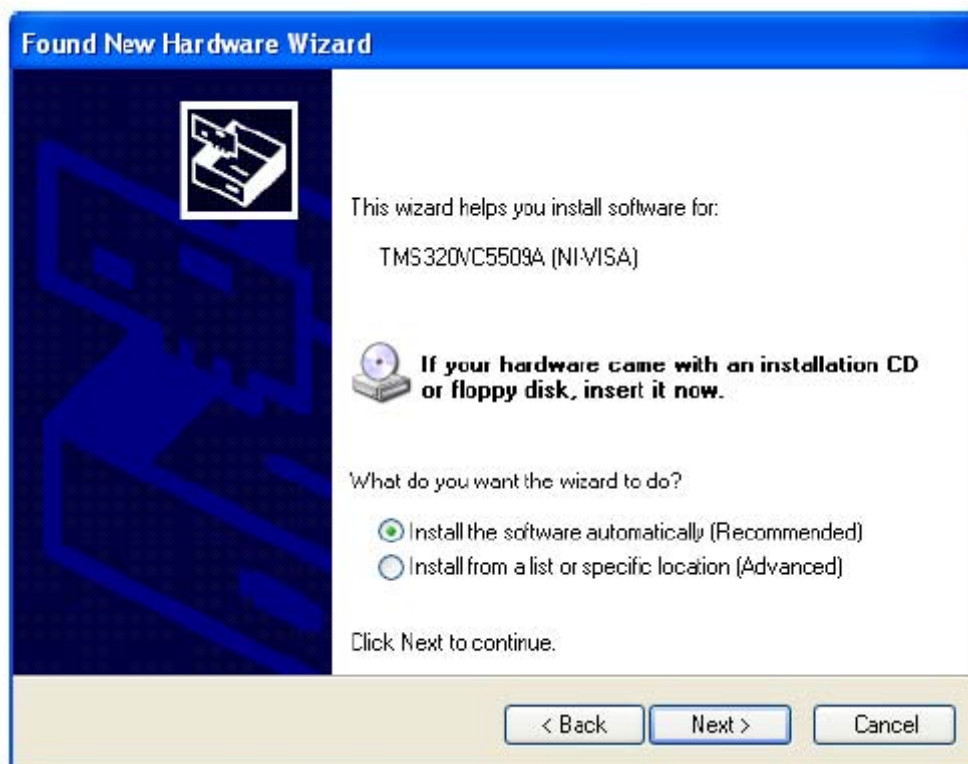 Found New Hardware Wizard
This wizard helps you install software for:
TMS320VC5509A (NI-VISA)
If your hardware came with an installation CD
or floppy disk, insert it now.
What do you want the wizard to do?
Install the software automatically (Recommended)
Install from a list or specific location (Advanced)
Click Next to continue.
< Back
Next >
Cancel